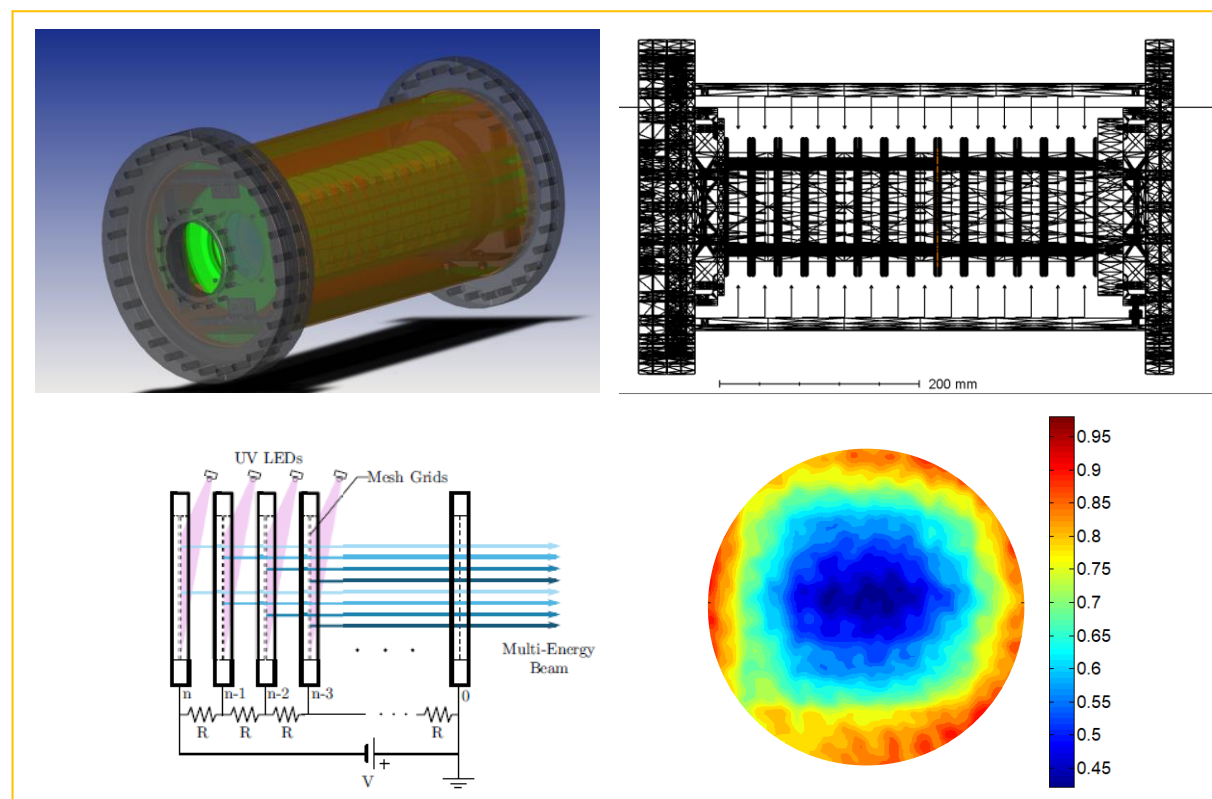 200 mm
UV LEDs
Mesh Grids
Multi-Energy
Beam
n
n-1
n-2
n-3
0
R
R
R
R
V
+
0.95
0.9
0.85
0.8
0.75
0.7
0.65
0.6
0.55
0.5
0.45